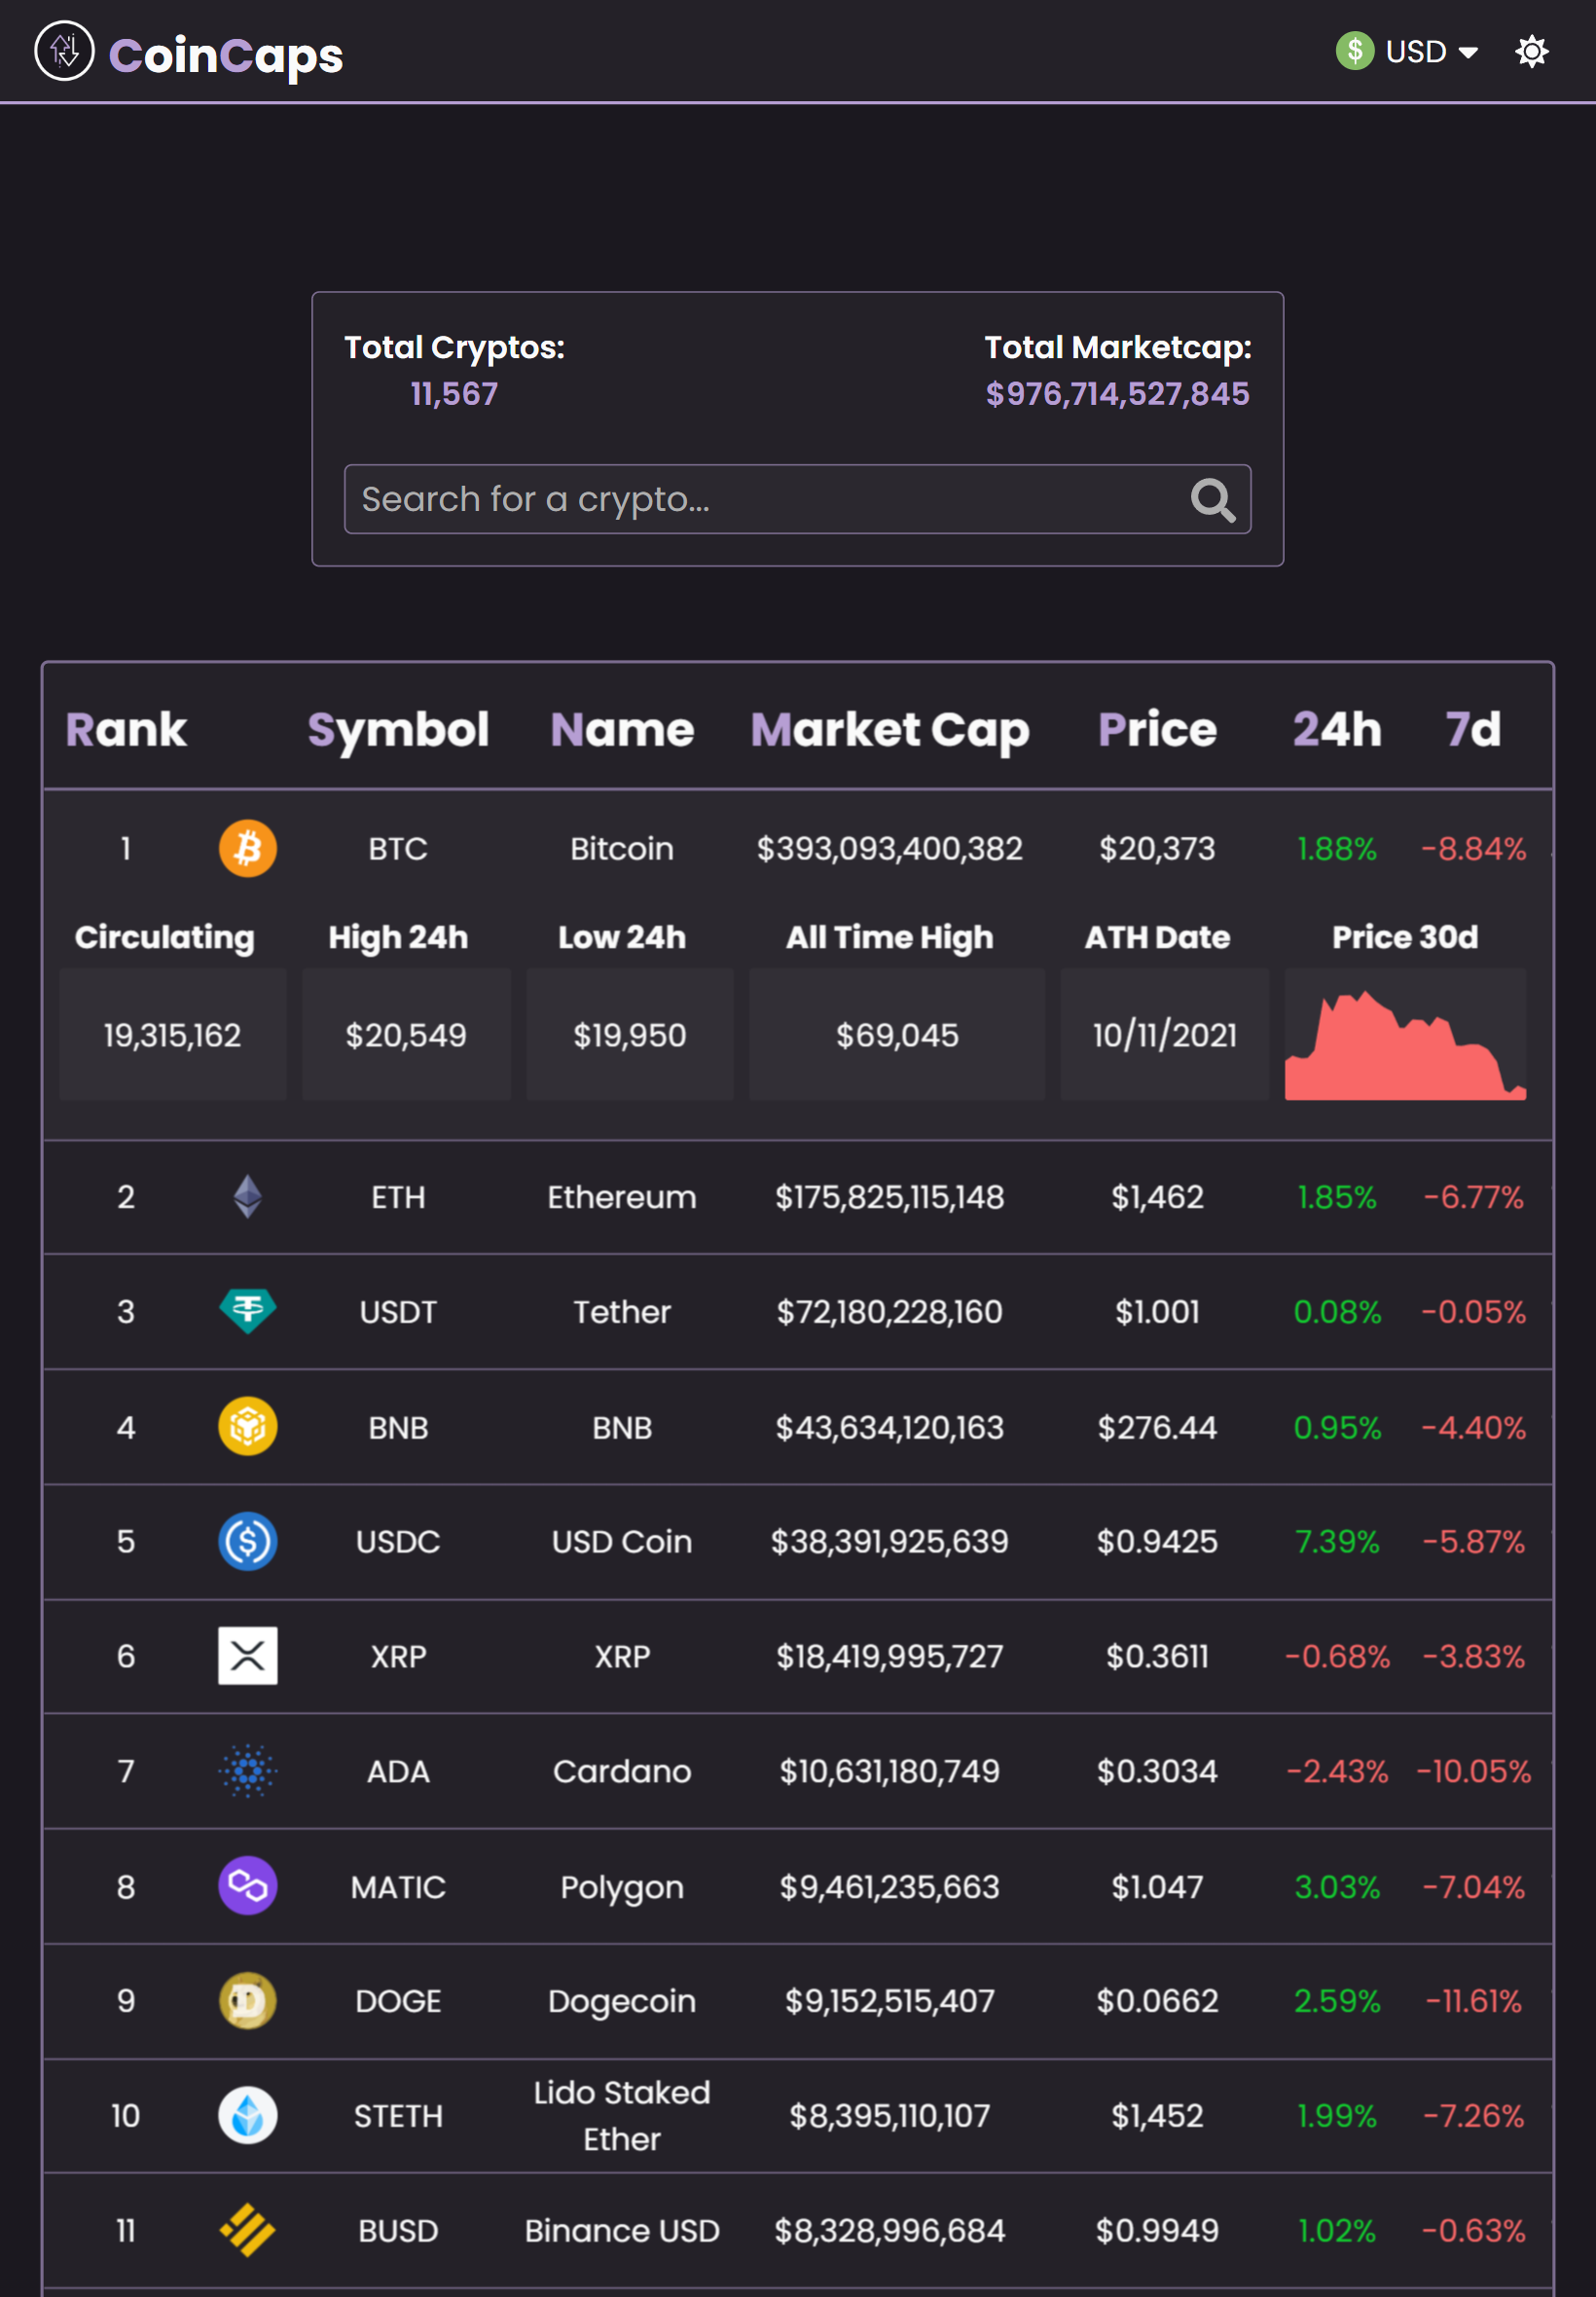 CoinCaps
$ USD
Total Cryptos: Total Marketcap:
11,567 $976,714,527,845
Search for a crypto...
Rank Symbol Name Market Cap Price 24h 7d
1 BTC Bitcoin $393,093,400,382 $20,373 1.88% -8.84%
Circulating High 24h Low 24h All Time High ATH Date Price 30d
19,315,162 $20,549 $19,950 $69,045 10/11/2021
2 ETH Ethereum $175,825,115,148 $1,462 1.85% -6.77%
3 USDT Tether $72,180,228,160 $1.001 0.08% -0.05%
4 BNB BNB $43,634,120,163 $276.44 0.95% -4.40%
5 USDC USD Coin $38,391,925,639 $0.9425 7.39% -5.87%
6 XRP XRP $18,419,995,727 $0.3611 -0.68% -3.83%
7 ADA Cardano $10,631,180,749 $0.3034 -2.43% -10.05%
8 MATIC Polygon $9,461,235,663 $1.047 3.03% -7.04%
9 DOGE Dogecoin $9,152,515,407 $0.0662 2.59% -11.61%
10 STETH Lido Staked Ether $8,395,110,107 $1,452 1.99% -7.26%
11 BUSD Binance USD $8,328,996,684 $0.9949 1.02% -0.63%